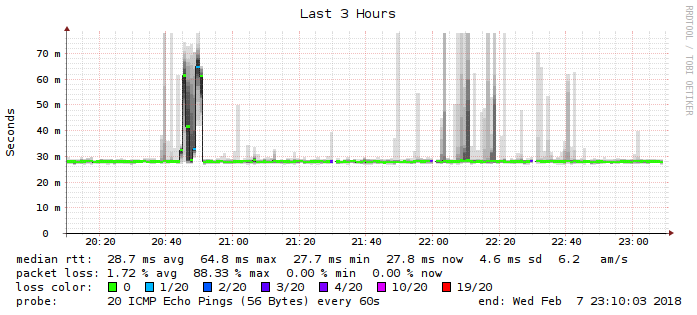 Last 3 Hours
RRDTOOL / TOBI OETIKER
Seconds
70 m
60 m
50 m
40 m
30 m
20 m
10 m
0
20:20 20:40 21:00 21:20 21:40 22:00 22:20 22:40 23:00
median rtt: 28.7 ms avg 64.8 ms max 27.7 ms min 27.8 ms now 4.6 ms sd 6.2 am/s
packet loss: 1.72 % avg 88.33 % max 0.00 % min 0.00 % now
loss color: 0 1/20 2/20 3/20 4/20 10/20 19/20
probe: 20 ICMP Echo Pings (56 Bytes) every 60s end: Wed Feb 7 23:10:03 2018